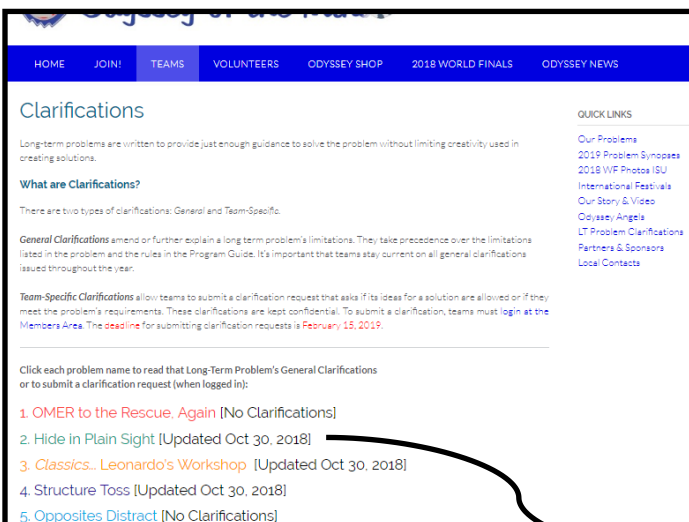 Odyssey of the Mind
HOME JOIN! TEAMS VOLUNTEERS ODYSSEY SHOP 2018 WORLD FINALS ODYSSEY NEWS
Clarifications
Long-term problems are written to provide just enough guidance to solve the problem without limiting creativity used in
creating solutions.
What are Clarifications?
There are two types of clarifications: General and Team-Specific.
General Clarifications amend or further explain a long term problem's limitations. They take precedence over the limitations
listed in the problem and the rules in the Program Guide. It's important that teams stay current on all general clarifications
issued throughout the year.
Team-Specific Clarifications allow teams to submit a clarification request that asks if its ideas for a solution are allowed or if they
meet the problem's requirements. These clarifications are kept confidential. To submit a clarification, teams must login at the
Members Area. The deadline for submitting clarification requests is February 15, 2019.
Click each problem name to read that Long-Term Problem's General Clarifications
or to submit a clarification request (when logged in):
1. OMER to the Rescue, Again [No Clarifications]
2. Hide in Plain Sight [Updated Oct 30, 2018]
3. Classics... Leonardo's Workshop [Updated Oct 30, 2018]
4. Structure Toss [Updated Oct 30, 2018]
5. Opposites Distract [No Clarifications]
QUICK LINKS
Our Problems
2019 Problem Synopses
2018 WF Photos ISU
International Festivals
Our Story & Video
Odyssey Angels
LT Problem Clarifications
Partners & Sponsors
Local Contacts